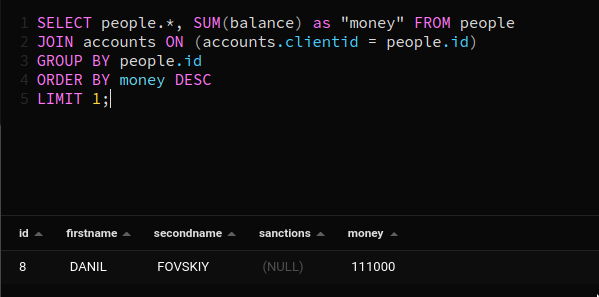 1 SELECT people.*, SUM(balance) as "money" FROM people
2 JOIN accounts ON (accounts.clientid = people.id)
3 GROUP BY people.id
4 ORDER BY money DESC
5 LIMIT 1;
id firstname secondname sanctions money
8 DANIL FOVSKIY (NULL) 111000